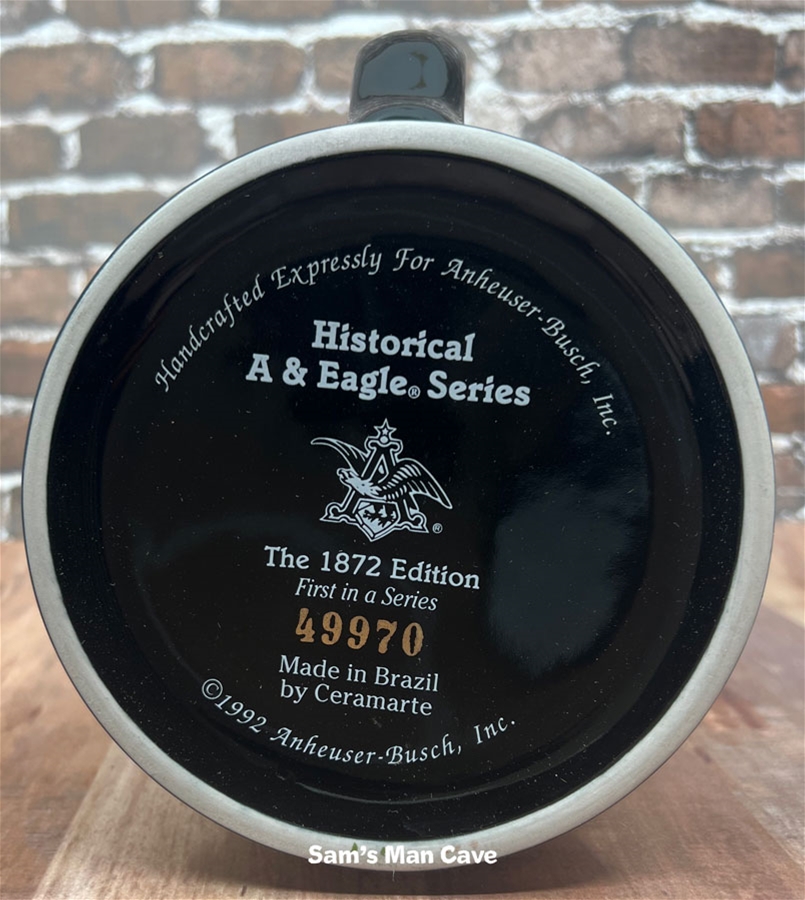 Handcrafted Expressly For Anheuser-Busch, Inc.
Historical
A & Eagle® Series
A
®
The 1872 Edition
First in a Series
49970
Made in Brazil
by Ceramarte
©1992 Anheuser-Busch, Inc.
Sam's Man Cave